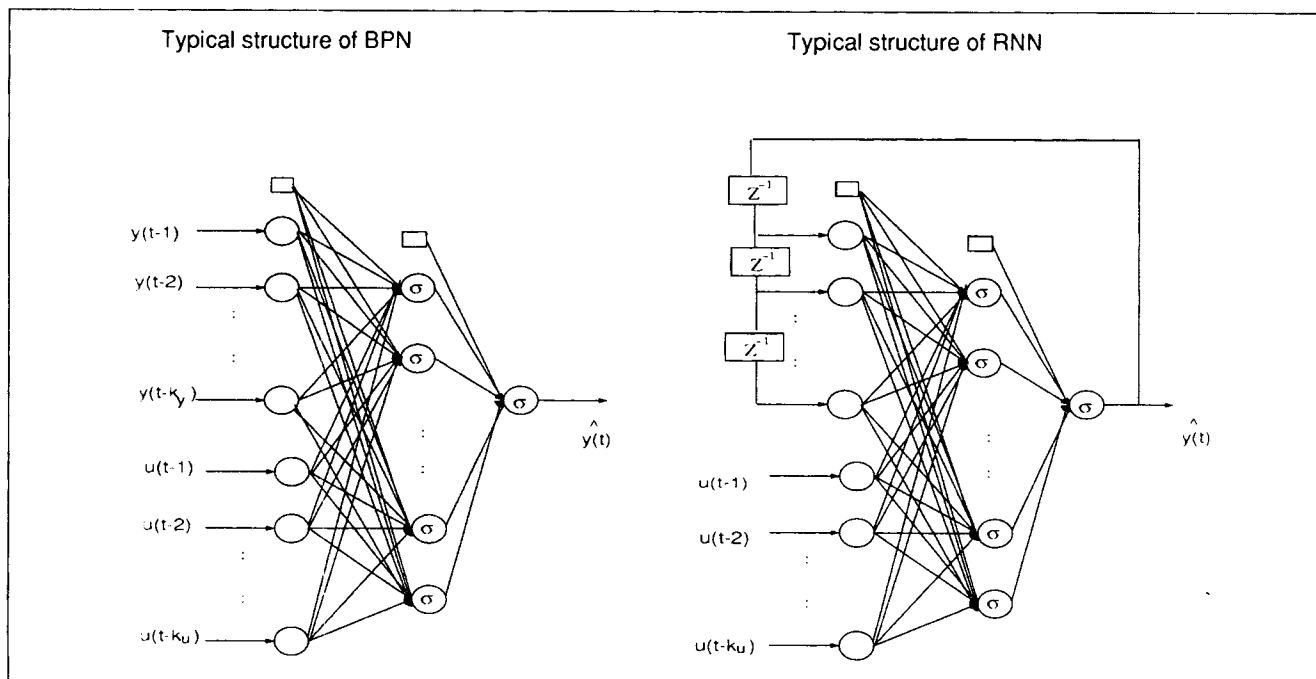 Typical structure of BPN
y(t-1)
y(t-2)
:
:
y(t-k_y)
u(t-1)
u(t-2)
:
:
u(t-k_u)
σ
σ
:
:
σ
σ
σ
ŷ(t)
Typical structure of RNN
Z^-1
Z^-1
Z^-1
:
:
u(t-1)
u(t-2)
:
:
u(t-k_u)
σ
σ
:
:
σ
σ
σ
ŷ(t)